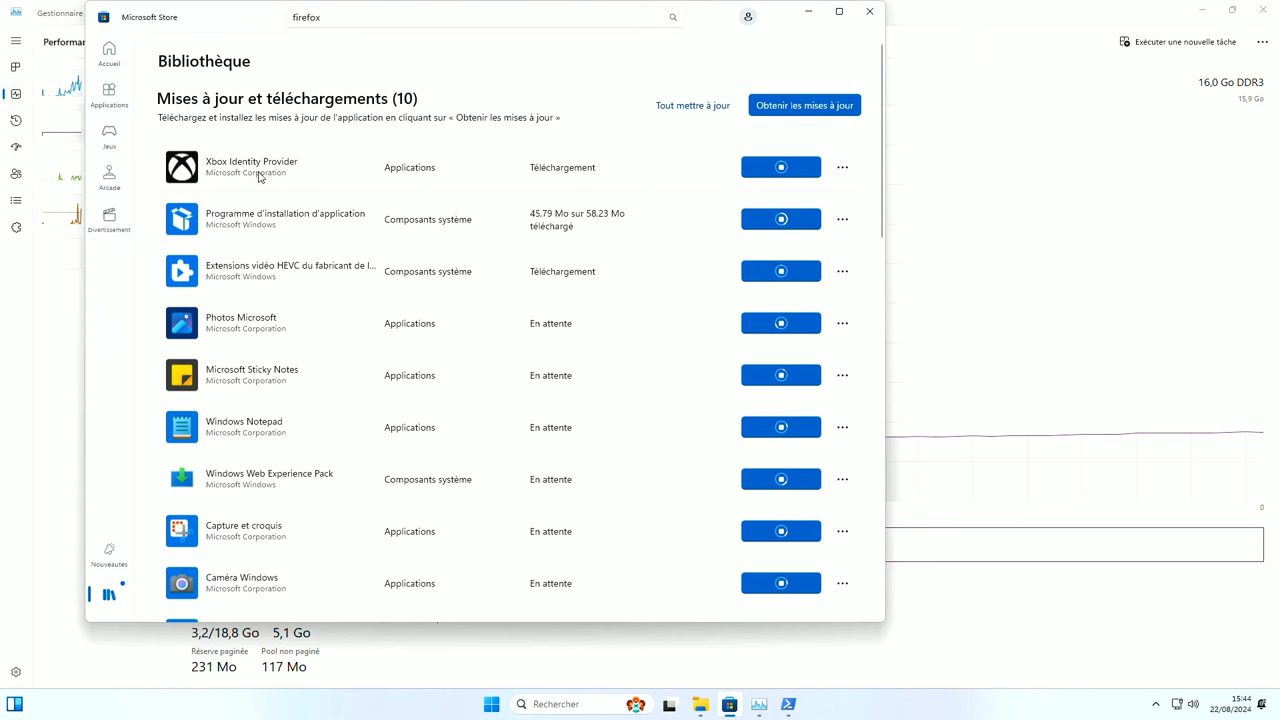 Gestionnaire
Microsoft Store
firefox
Performan
Exécuter une nouvelle tâche
Accueil
Applications
Jeux
Arcade
Divertissement
Nouveautés
Bibliothèque
Mises à jour et téléchargements (10)
Téléchargez et installez les mises à jour de l'application en cliquant sur « Obtenir les mises à jour »
Tout mettre à jour
Obtenir les mises à jour
16,0 Go DDR3
15,9 Go
Xbox Identity Provider
Microsoft Corporation
Applications
Téléchargement
Programme d'installation d'application
Microsoft Windows
Composants système
45,79 Mo sur 58,23 Mo
téléchargé
Extensions vidéo HEVC du fabricant de l...
Microsoft Windows
Composants système
Téléchargement
Photos Microsoft
Microsoft Corporation
Applications
En attente
Microsoft Sticky Notes
Microsoft Corporation
Applications
En attente
Windows Notepad
Microsoft Corporation
Applications
En attente
Windows Web Experience Pack
Microsoft Windows
Composants système
En attente
Capture et croquis
Microsoft Corporation
Applications
En attente
Caméra Windows
Microsoft Corporation
Applications
En attente
0
3,2/18,8 Go 5,1 Go
Réserve paginée Pool non paginé
231 Mo 117 Mo
Rechercher
15:44
22/08/2024